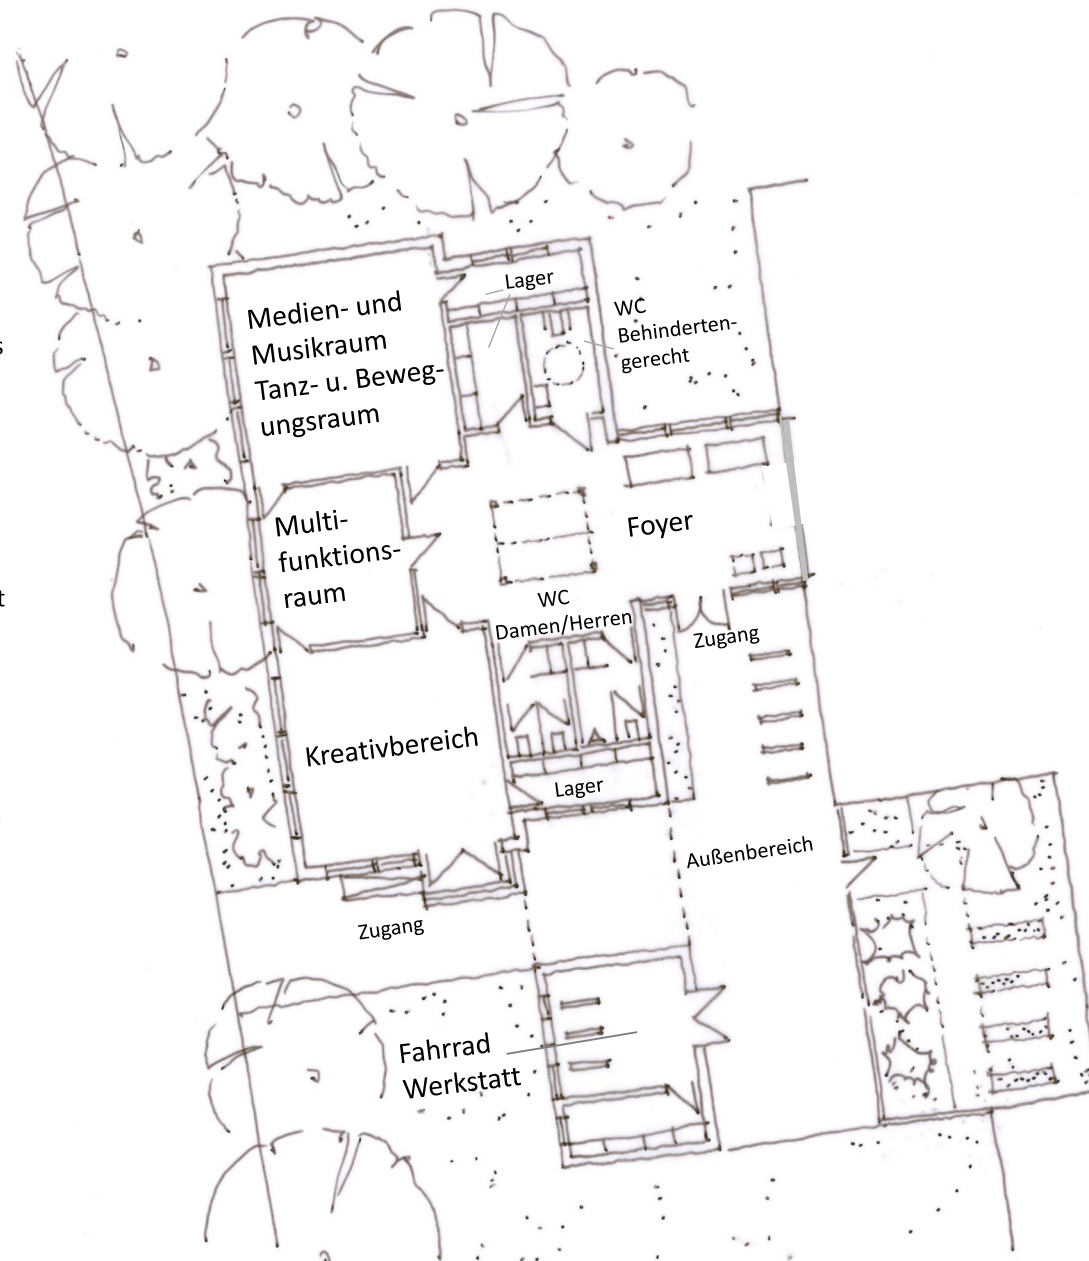 Lager
Medien- und
Musikraum
Tanz- u. Beweg-
ungsraum
WC
Behinderten-
gerecht
s
Multi-
funktions-
raum
Foyer
t
WC
Damen/Herren
Zugang
Kreativbereich
Lager
Außenbereich
Zugang
Fahrrad
Werkstatt